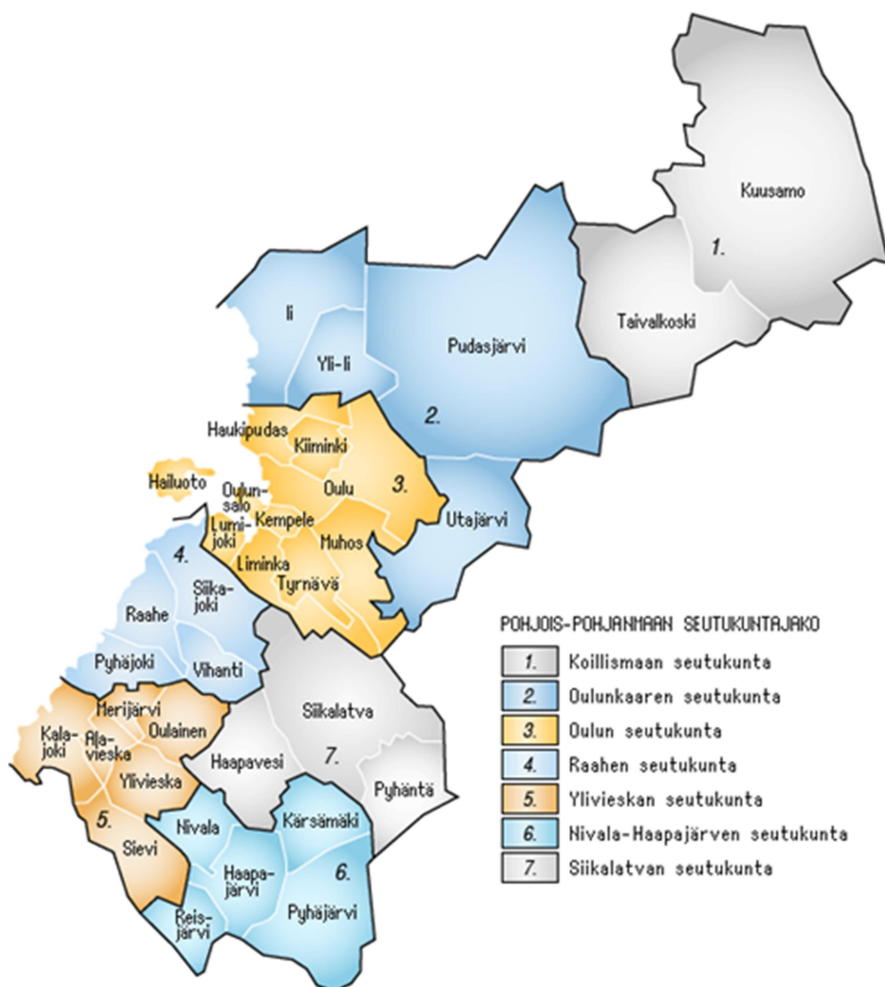 Kuusamo
1.
Taivalkoski
Ii
Yli-Ii
Pudasjärvi
2.
Haukipudas
Kiiminki
3.
Hailuoto
Oulun-
salo
Oulu
Utajärvi
Kempele
Lumi-
joki
Muhos
Liminka
Tyrnävä
4.
Siika-
joki
Raahe
Pyhäjoki
Vihanti
Siikalatva
Merijärvi
Oulainen
Kala-
joki
Ala-
vieska
Haapavesi
7.
Pyhäntä
Ylivieska
5.
Nivala
Kärsämäki
Sievi
Haapa-
järvi
6.
Pyhäjärvi
Reis-
järvi
POHJOIS-POHJANMAAN SEUTUKUNTAJAKO
1. Koillismaan seutukunta
2. Oulunkaaren seutukunta
3. Oulun seutukunta
4. Raahen seutukunta
5. Ylivieskan seutukunta
6. Nivala-Haapajärven seutukunta
7. Siikalatvan seutukunta